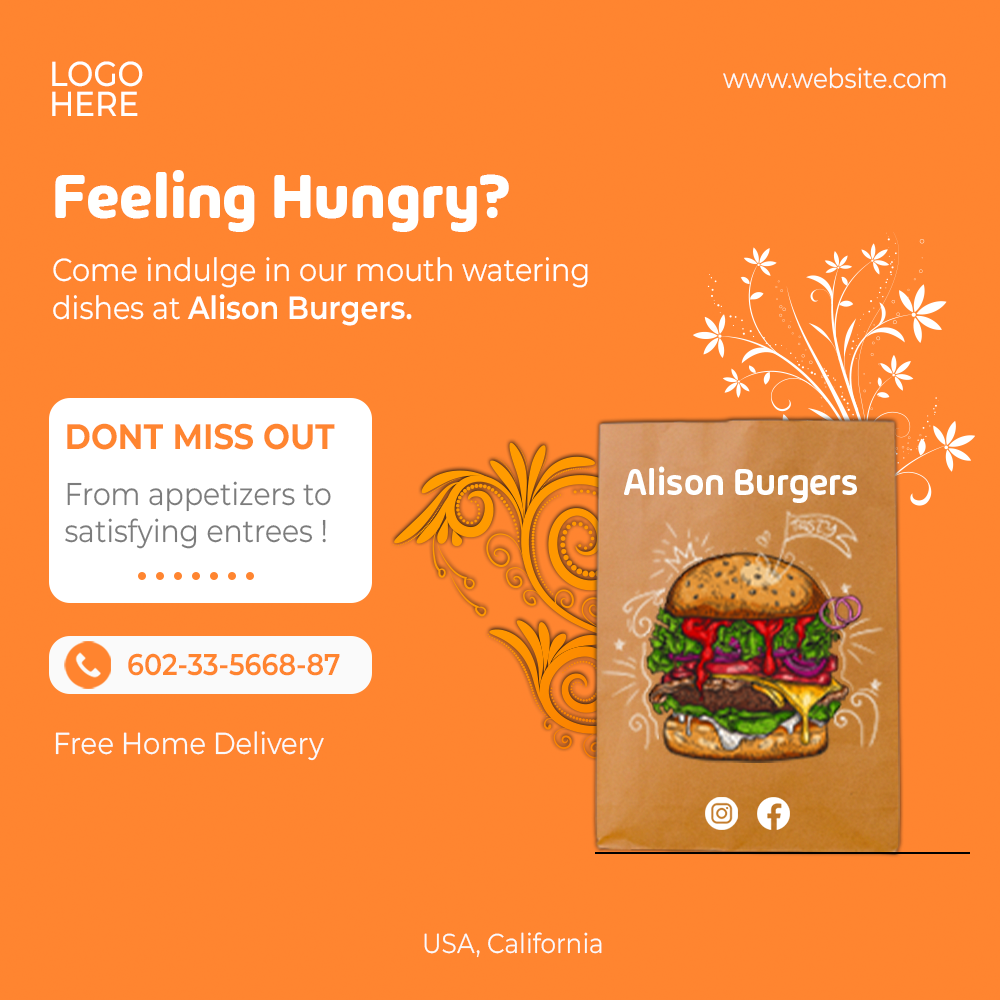 LOGO
HERE
www.website.com
Feeling Hungry?
Come indulge in our mouth watering
dishes at Alison Burgers.
DONT MISS OUT
From appetizers to
satisfying entrees !
602-33-5668-87
Free Home Delivery
Alison Burgers
TASTY
USA, California